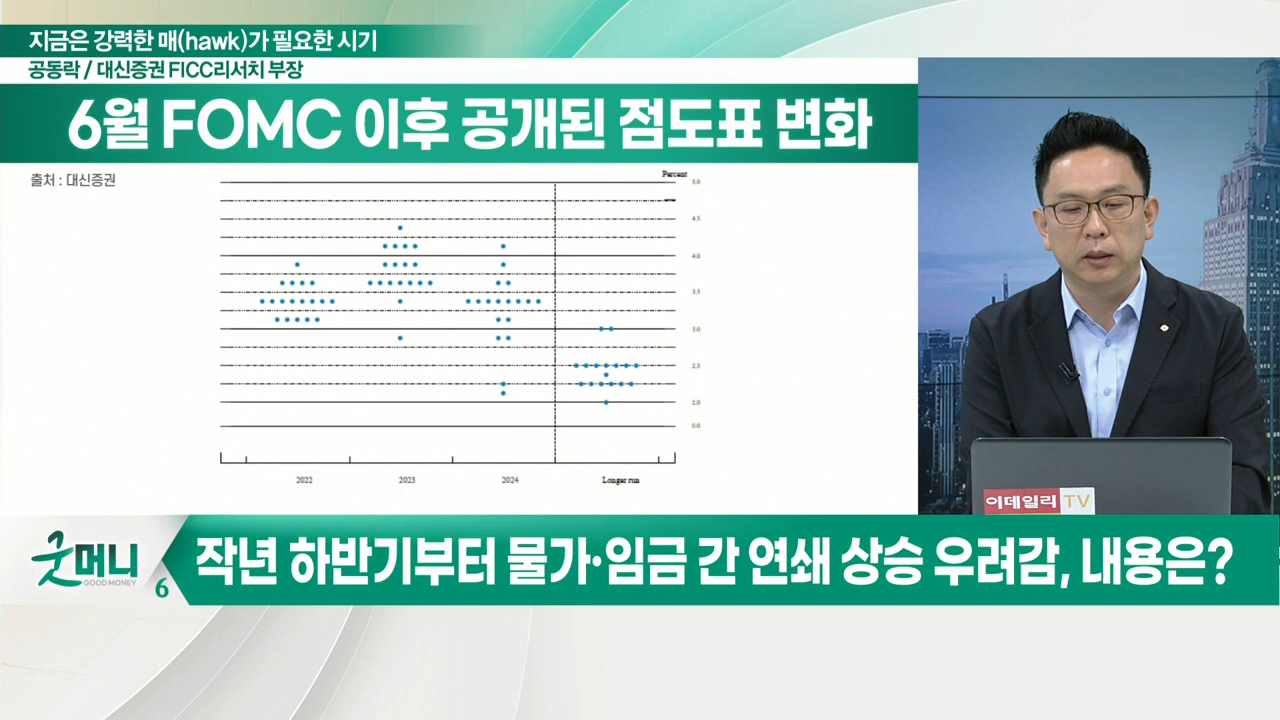 지금은 강력한 매(hawk)가 필요한 시기
공동락 / 대신증권 FICC리서치 부장
6월 FOMC 이후 공개된 점도표 변화
출처 : 대신증권
Percent
5.0
4.5
4.0
3.5
3.0
2.5
2.0
0.0
2022 2023 2024 Longer run
이데일리 TV
굿머니
GOOD MONEY
6
작년 하반기부터 물가·임금 간 연쇄 상승 우려감, 내용은?